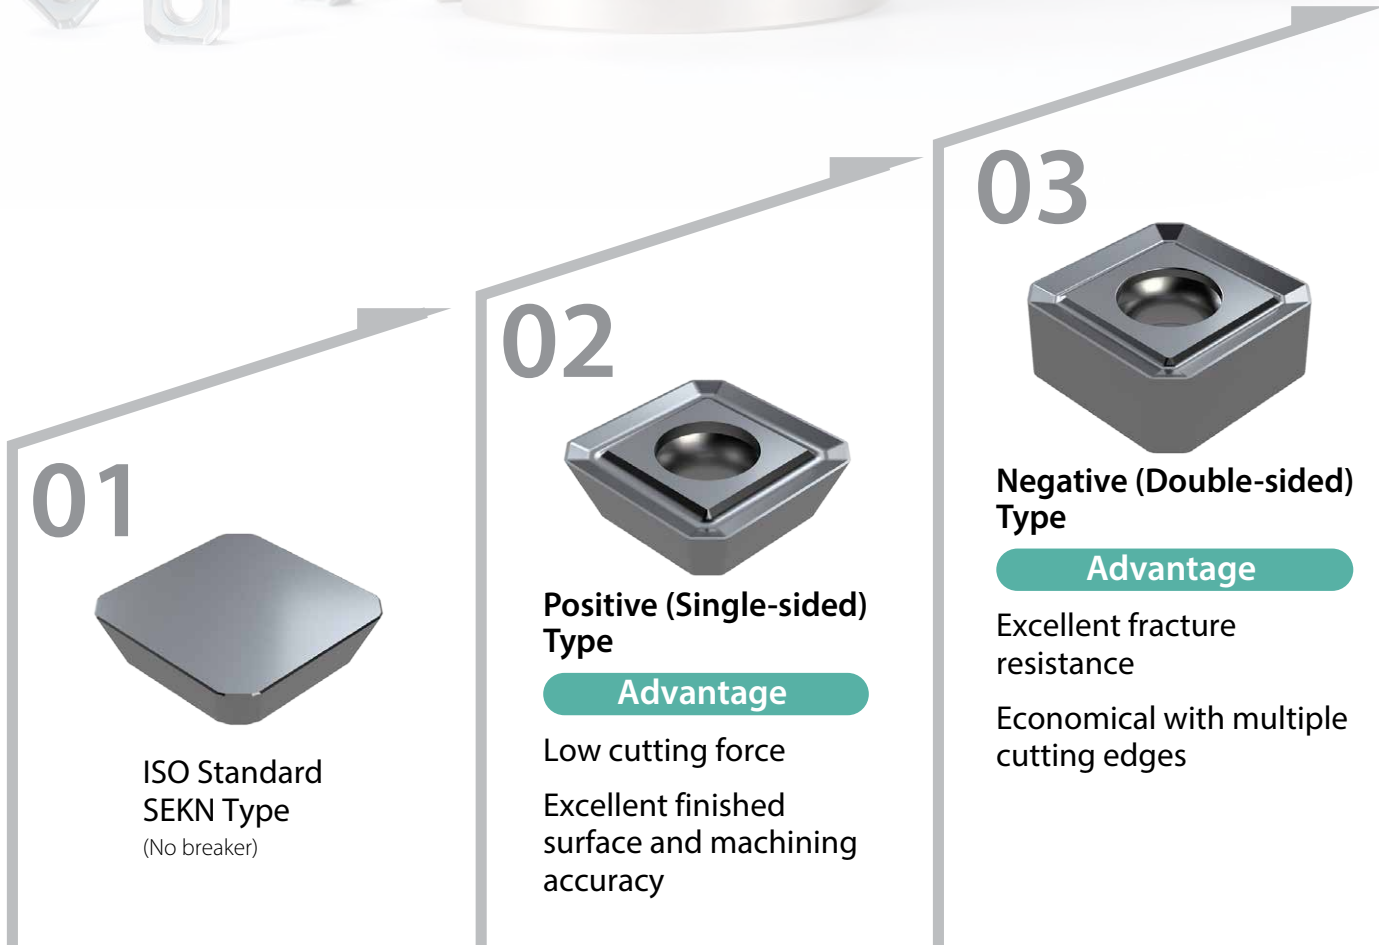 01
ISO Standard
SEKN Type
(No breaker)
02
Positive (Single-sided)
Type
Advantage
Low cutting force
Excellent finished
surface and machining
accuracy
03
Negative (Double-sided)
Type
Advantage
Excellent fracture
resistance
Economical with multiple
cutting edges